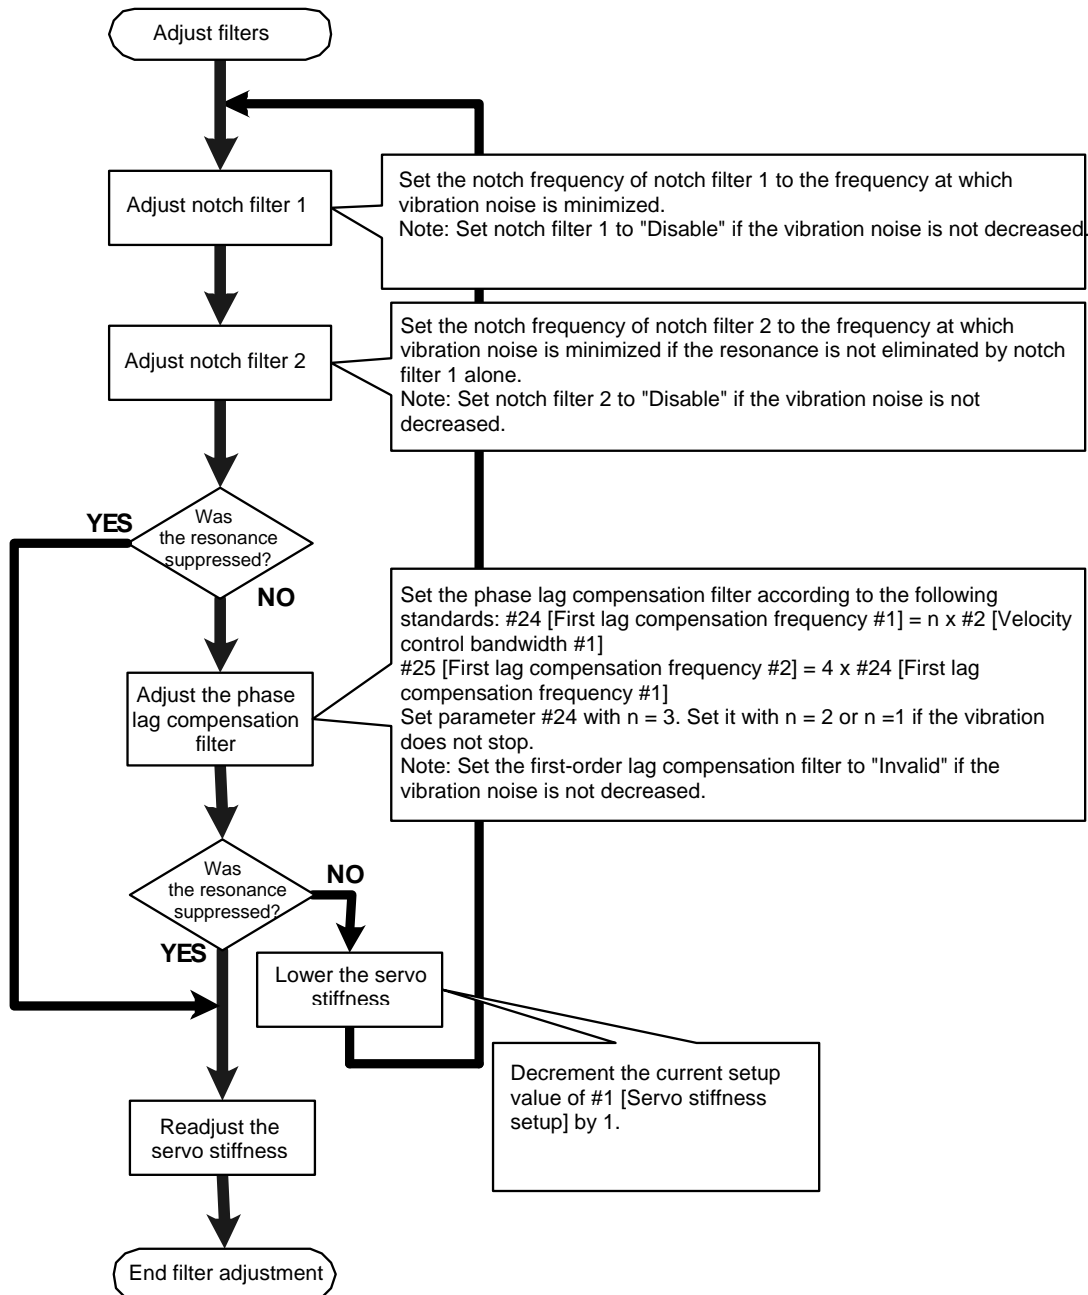 Adjust filters
Adjust notch filter 1
Set the notch frequency of notch filter 1 to the frequency at which
vibration noise is minimized.
Note: Set notch filter 1 to "Disable" if the vibration noise is not decreased.
Adjust notch filter 2
Set the notch frequency of notch filter 2 to the frequency at which
vibration noise is minimized if the resonance is not eliminated by notch
filter 1 alone.
Note: Set notch filter 2 to "Disable" if the vibration noise is not
decreased.
YES
Was
the resonance
suppressed?
NO
Adjust the phase
lag compensation
filter
Set the phase lag compensation filter according to the following
standards: #24 [First lag compensation frequency #1] = n x #2 [Velocity
control bandwidth #1]
#25 [First lag compensation frequency #2] = 4 x #24 [First lag
compensation frequency #1]
Set parameter #24 with n = 3. Set it with n = 2 or n =1 if the vibration
does not stop.
Note: Set the first-order lag compensation filter to "Invalid" if the
vibration noise is not decreased.
Was
the resonance
suppressed?
NO
YES
Lower the servo
stiffness
Decrement the current setup
value of #1 [Servo stiffness
setup] by 1.
Readjust the
servo stiffness
End filter adjustment